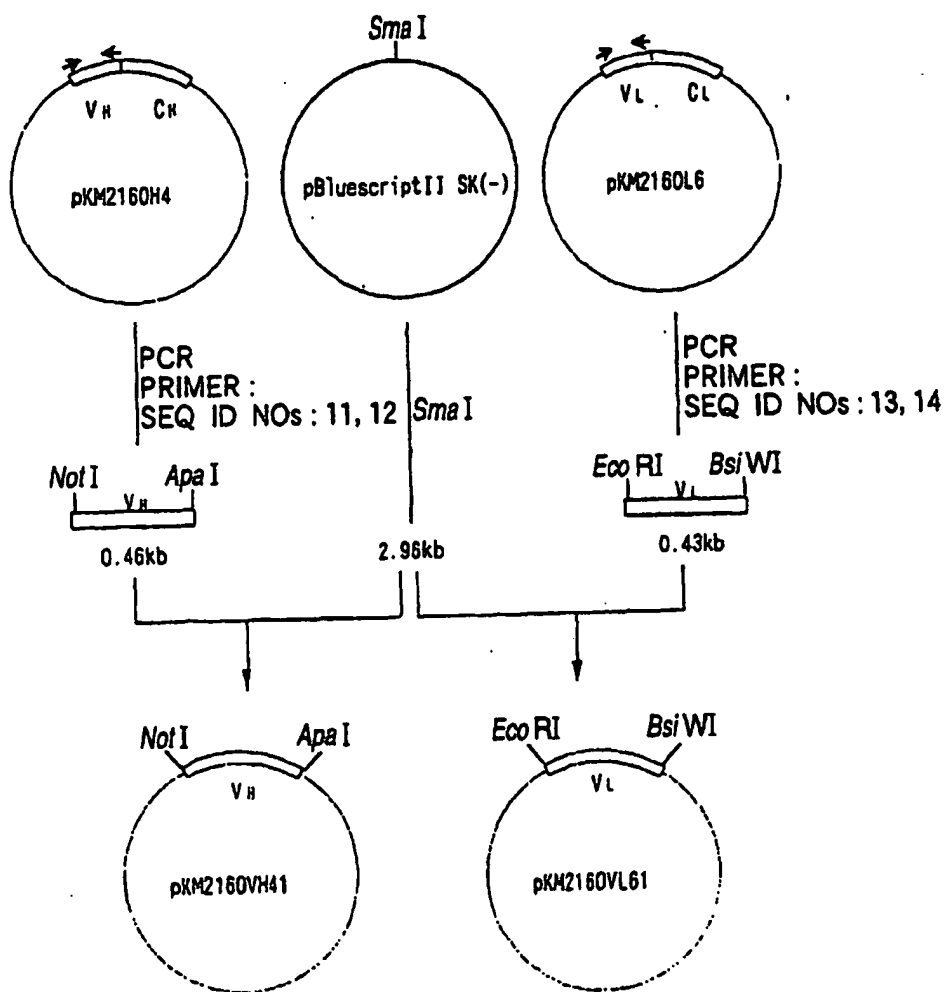 Sma I
VH CH
VL CL
pKM2160H4
pBluescriptII SK(-)
pKM2160L6
PCR
PRIMER :
SEQ ID NOs : 11, 12
Sma I
PCR
PRIMER :
SEQ ID NOs : 13, 14
Not I Apa I
VH
0.46kb
2.96kb
Eco RI Bsi WI
VL
0.43kb
Not I Apa I
VH
pKM2160VH41
Eco RI Bsi WI
VL
pKM2160VL61